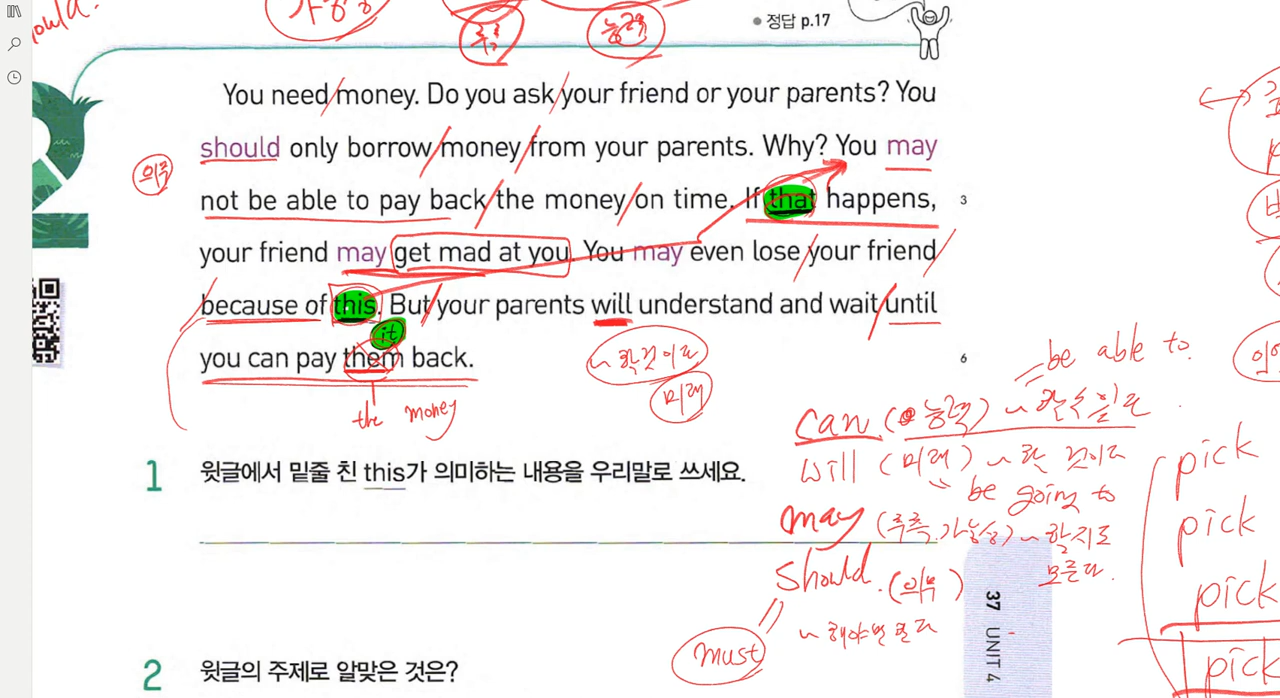 ould.
추측
능력
● 정답 p.17
You need/money. Do you ask/your friend or your parents? You
should only borrow/money/from your parents. Why? You may
의무
not be able to pay back/the money/on time. If that happens,
3
your friend may get mad at you. You may even lose/your friend/
/because of this. But/your parents will understand and wait/until
it
you can pay them back.
6
~할것이다
미래
the money
= be able to
can (능력) ~할수있다
will (미래) ~할 것이다
= be going to
may (추측.가능성) ~할지도
모른다.
should. (의무)
~해야만 한다
must
1 윗글에서 밑줄 친 this가 의미하는 내용을 우리말로 쓰세요.
pick
pick
pick
pick
37 UNIT 4
2 윗글의 주제로 알맞은 것은?